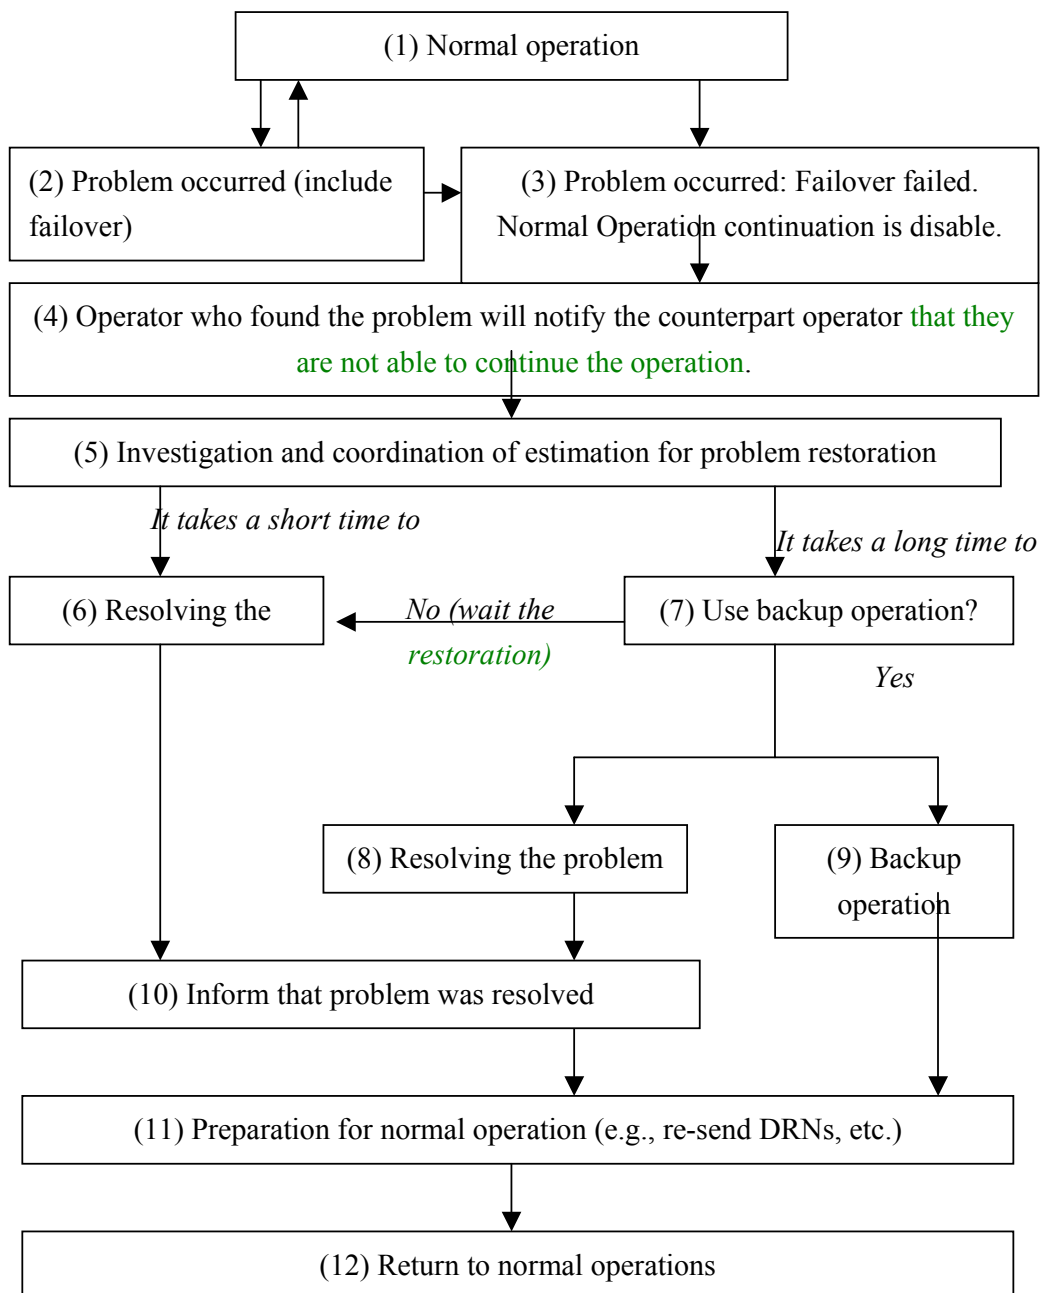 (1) Normal operation
(2) Problem occurred (include
failover)
(3) Problem occurred: Failover failed.
Normal Operation continuation is disable.
(4) Operator who found the problem will notify the counterpart operator that they
are not able to continue the operation.
(5) Investigation and coordination of estimation for problem restoration
It takes a short time to
It takes a long time to
(6) Resolving the
No (wait the
restoration)
(7) Use backup operation?
Yes
(8) Resolving the problem
(9) Backup
operation
(10) Inform that problem was resolved
(11) Preparation for normal operation (e.g., re-send DRNs, etc.)
(12) Return to normal operations